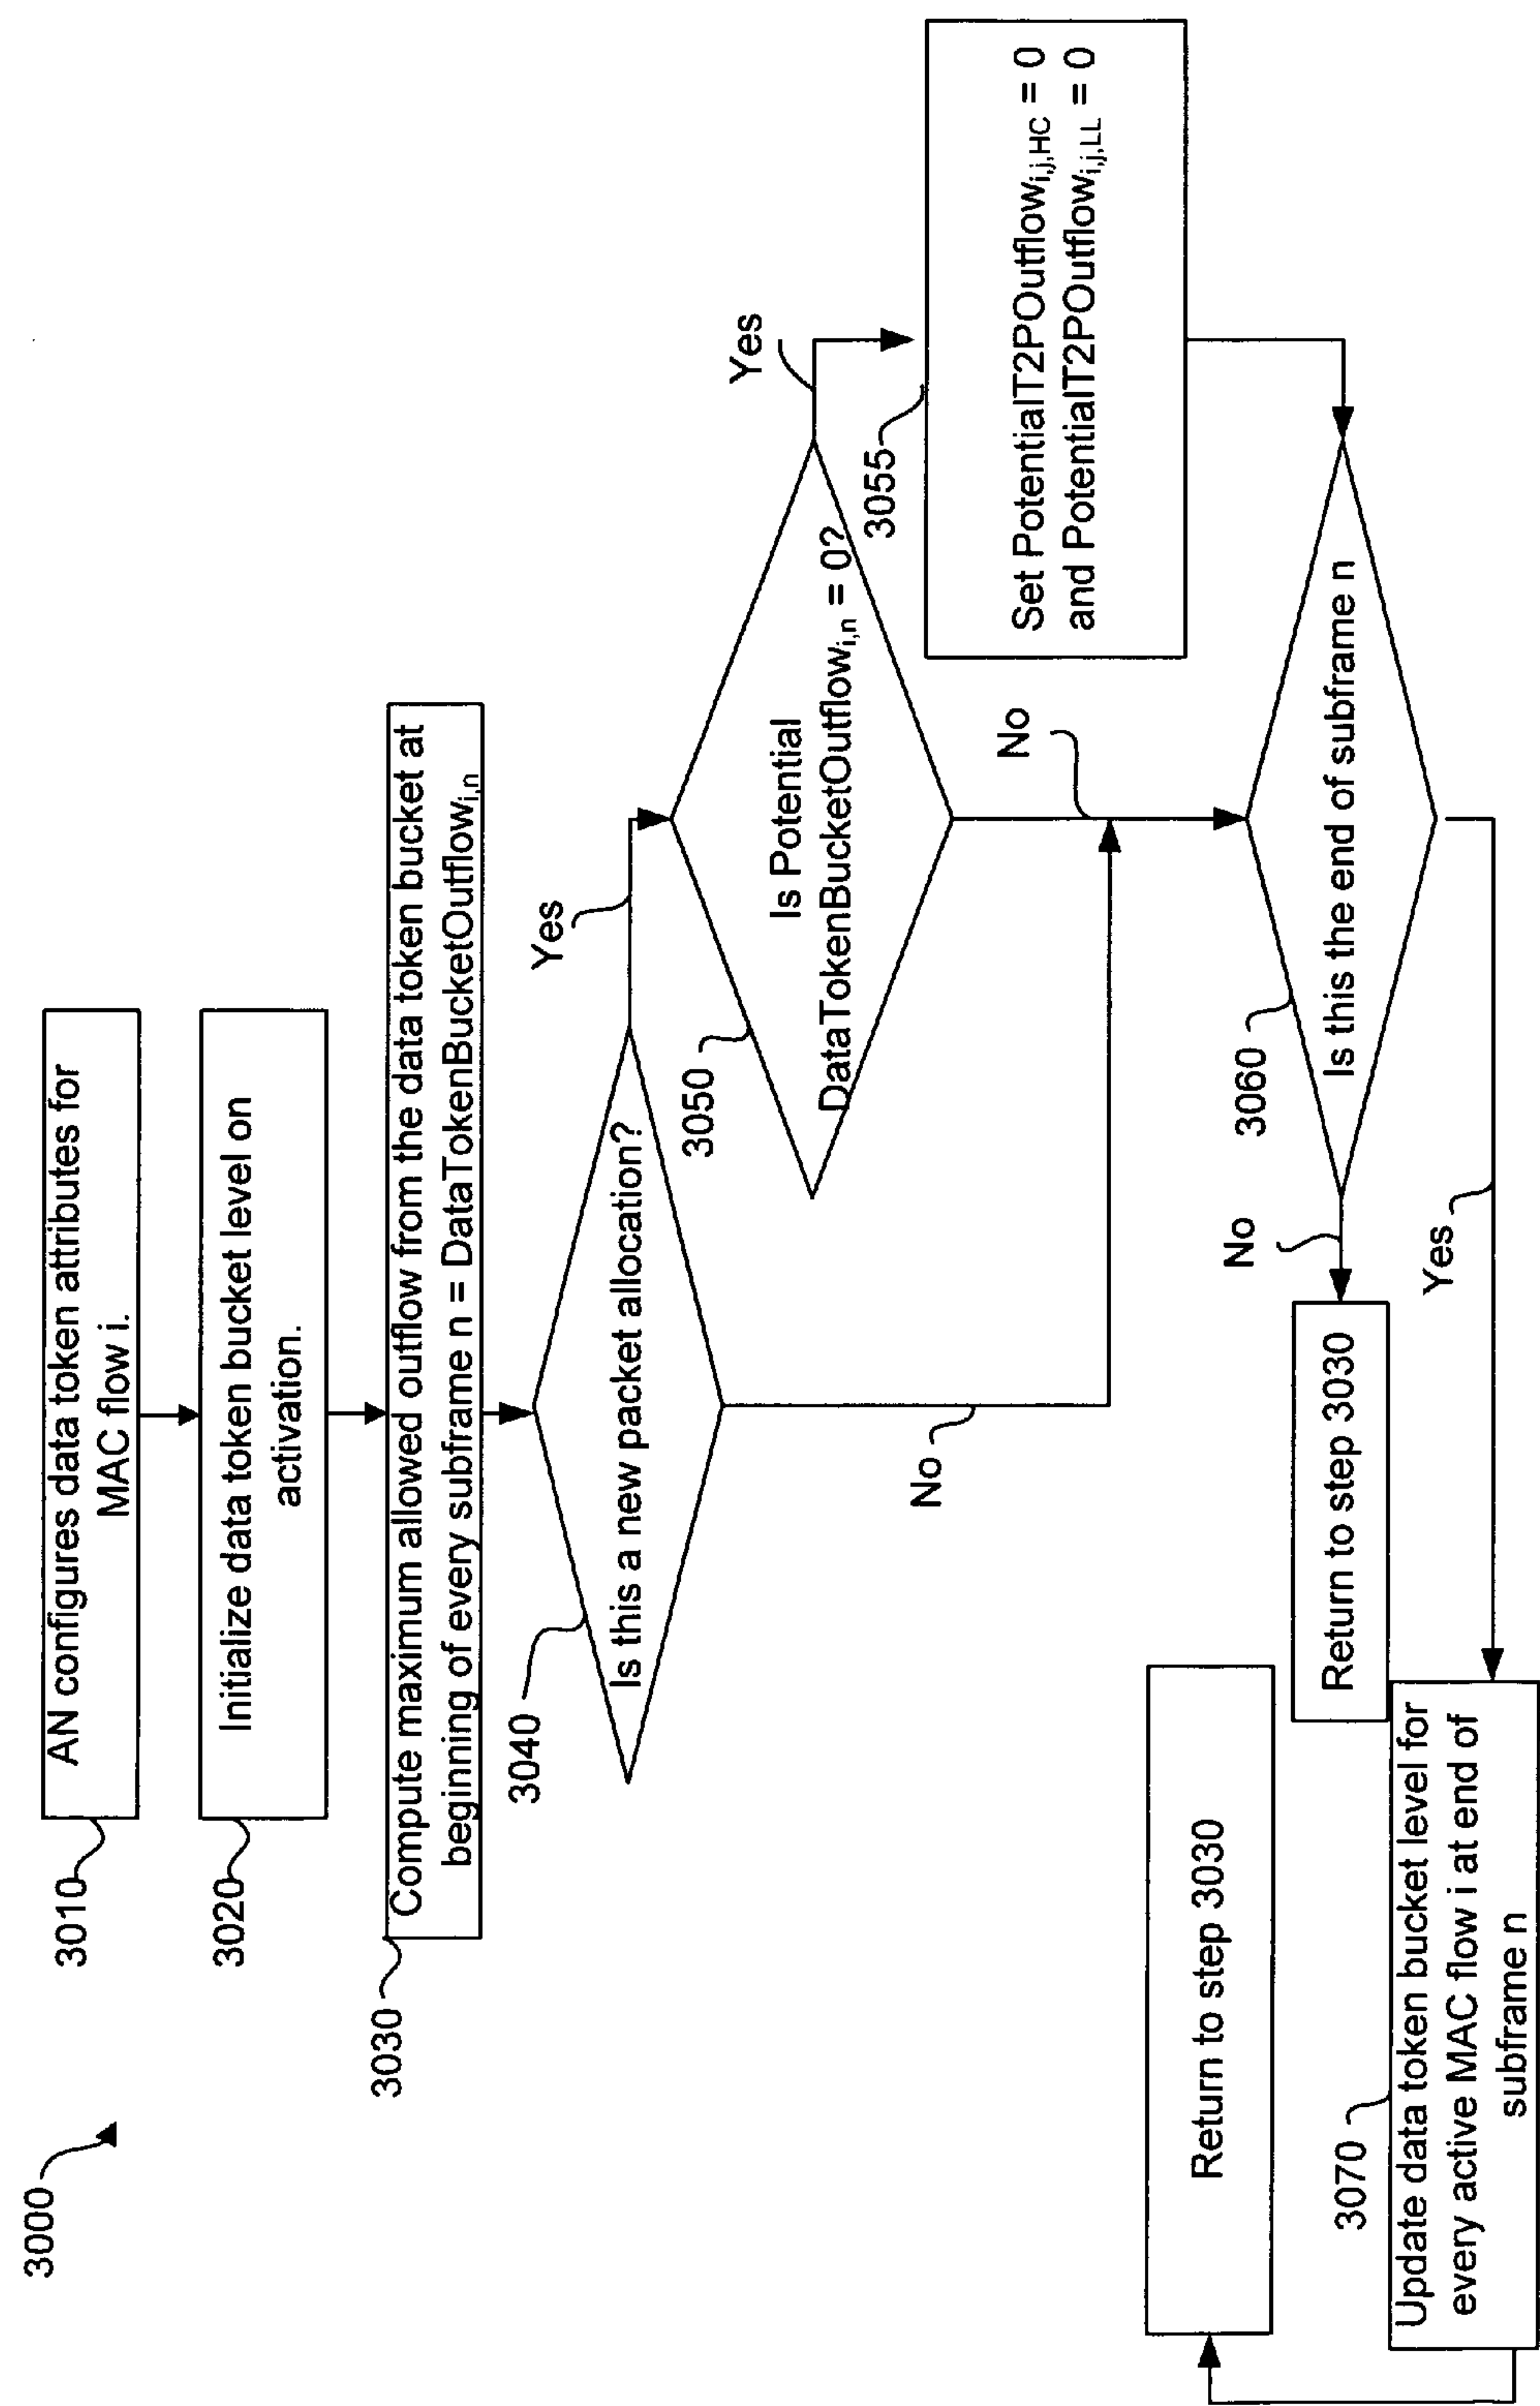 3000
3010
AN configures data token attributes for
MAC flow i.
3020
Initialize data token bucket level on
activation.
3030
Compute maximum allowed outflow from the data token bucket at
beginning of every subframe n = DataTokenBucketOutflowi,n
3040
Is this a new packet allocation?
Yes
No
3050
Is Potential
DataTokenBucketOutflowi,n = 0?
Yes
No
3055
Set PotentialT2POutflowi,j,HC = 0
and PotentialT2POutflowi,j,LL = 0
3060
Is this the end of subframe n
No
Return to step 3030
Yes
3070
Update data token bucket level for
every active MAC flow i at end of
subframe n
Return to step 3030